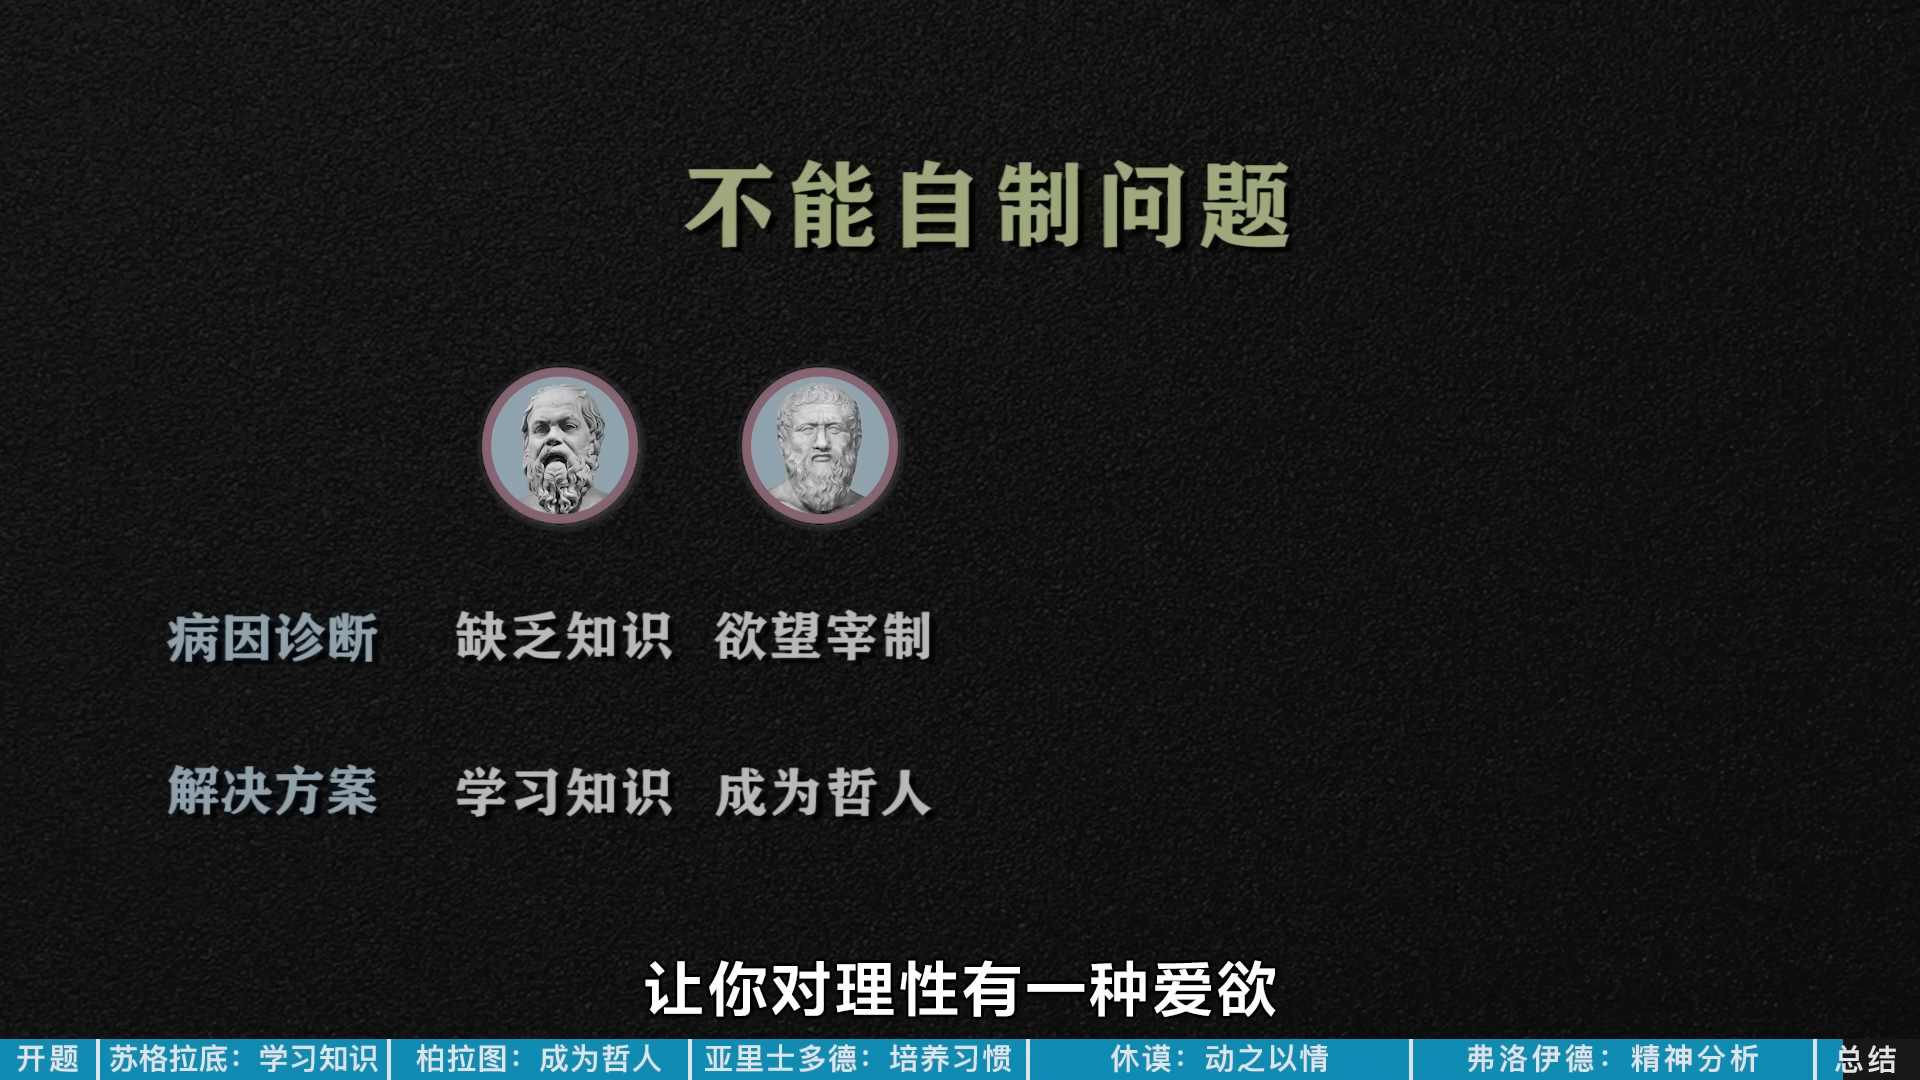 不能自制问题
病因诊断 缺乏知识 欲望宰制
解决方案 学习知识 成为哲人
让你对理性有一种爱欲
开题 苏格拉底：学习知识 柏拉图：成为哲人 亚里士多德：培养习惯 休谟：动之以情 弗洛伊德：精神分析 总结